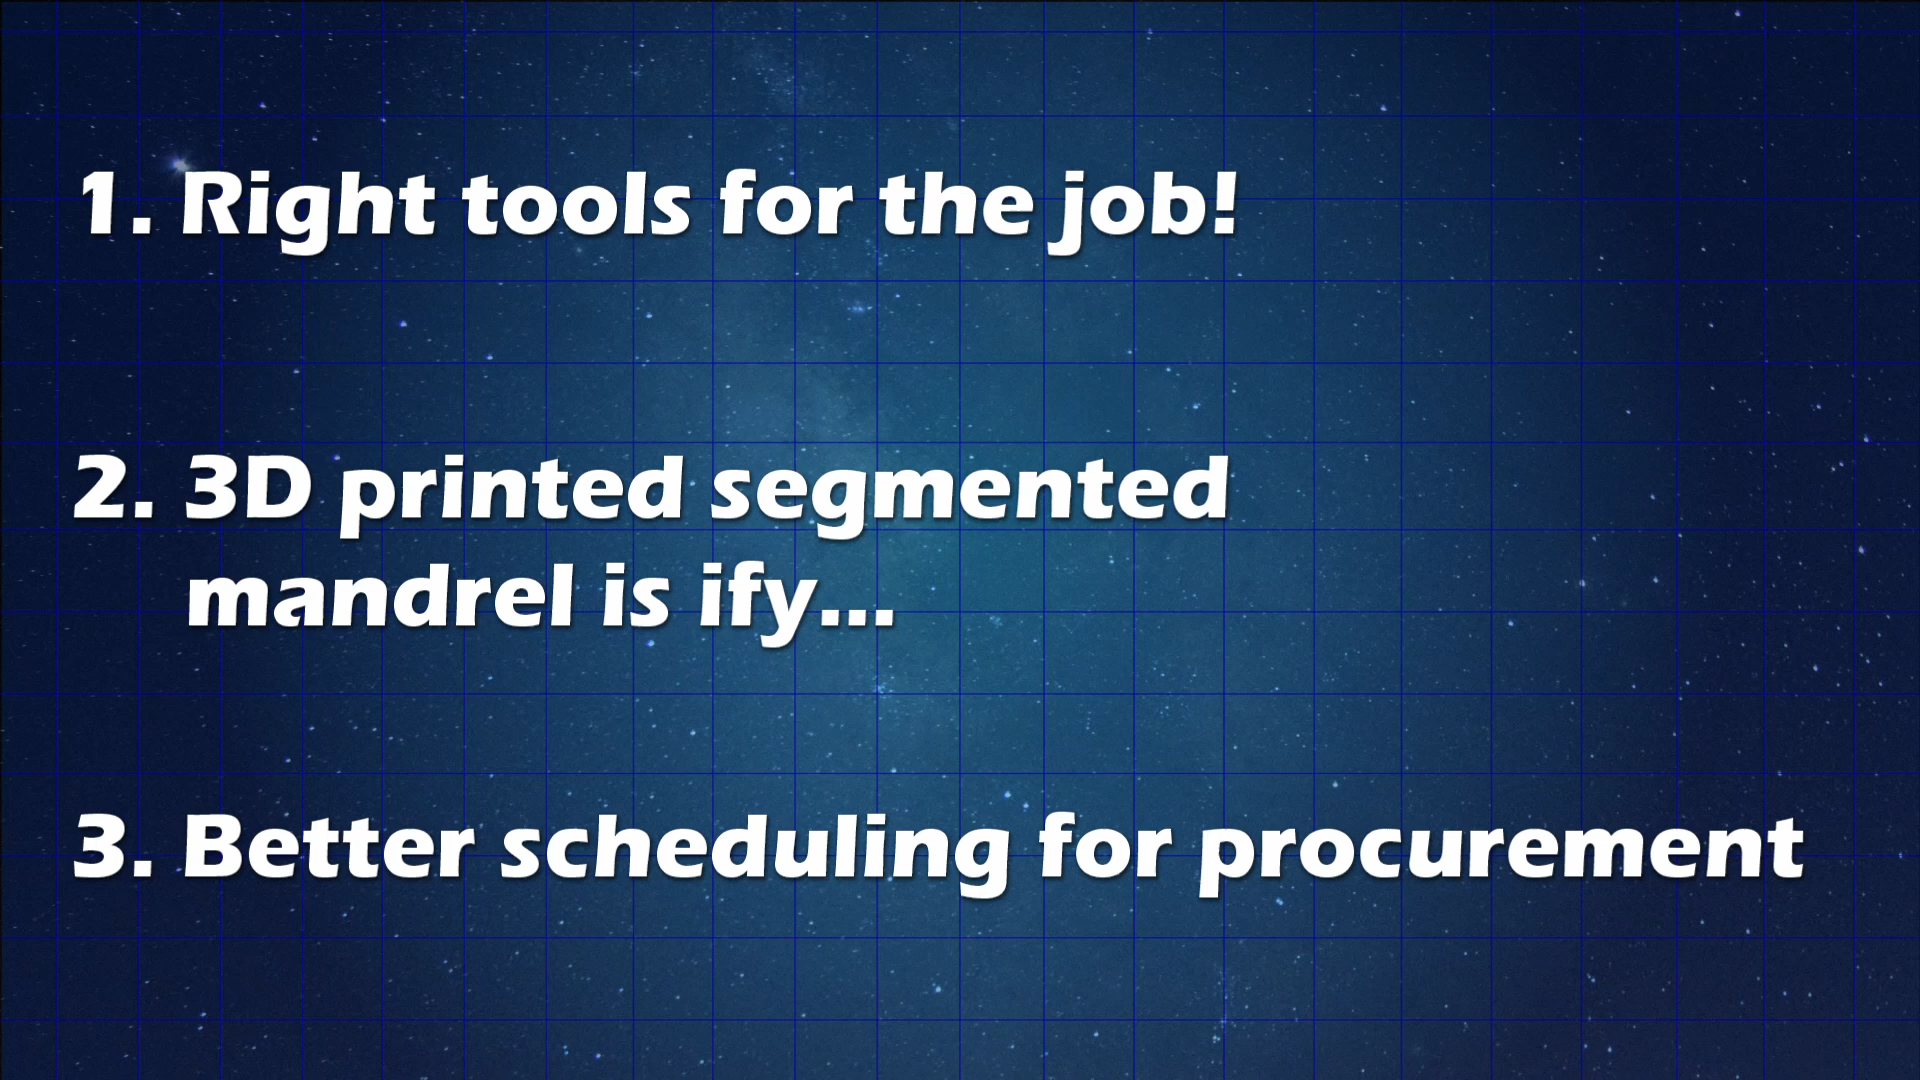 1. Right tools for the job!
2. 3D printed segmented
mandrel is ify...
3. Better scheduling for procurement